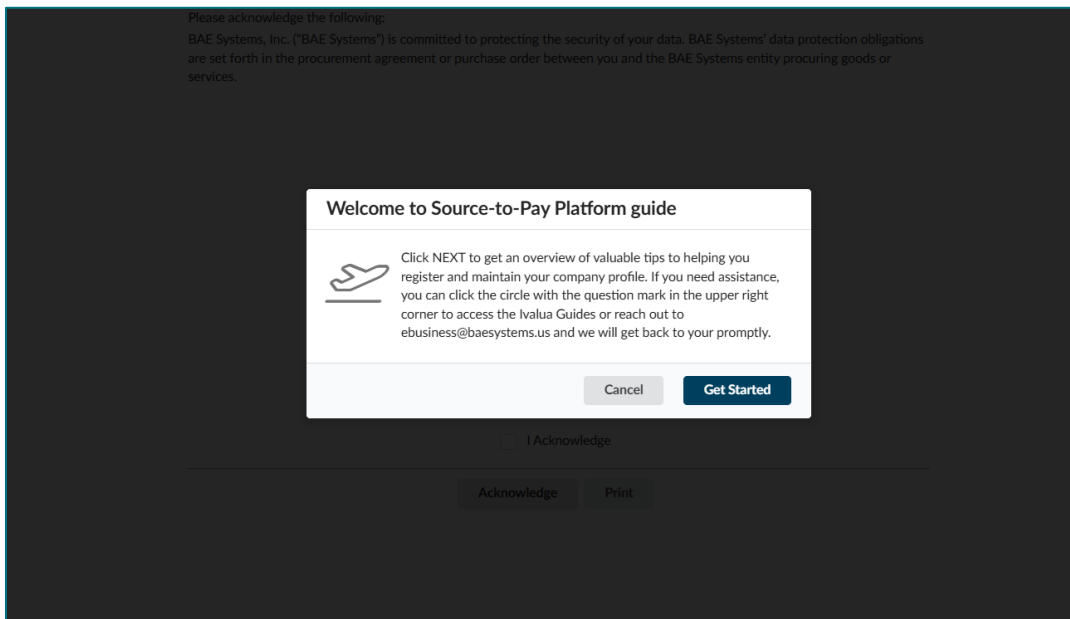 Please acknowledge the following:
BAE Systems, Inc. ("BAE Systems") is committed to protecting the security of your data. BAE Systems' data protection obligations
are set forth in the procurement agreement or purchase order between you and the BAE Systems entity procuring goods or
services.
Welcome to Source-to-Pay Platform guide
Click NEXT to get an overview of valuable tips to helping you
register and maintain your company profile. If you need assistance,
you can click the circle with the question mark in the upper right
corner to access the Ivalua Guides or reach out to
ebusiness@baesystems.us and we will get back to your promptly.
Cancel Get Started
I Acknowledge
Acknowledge Print